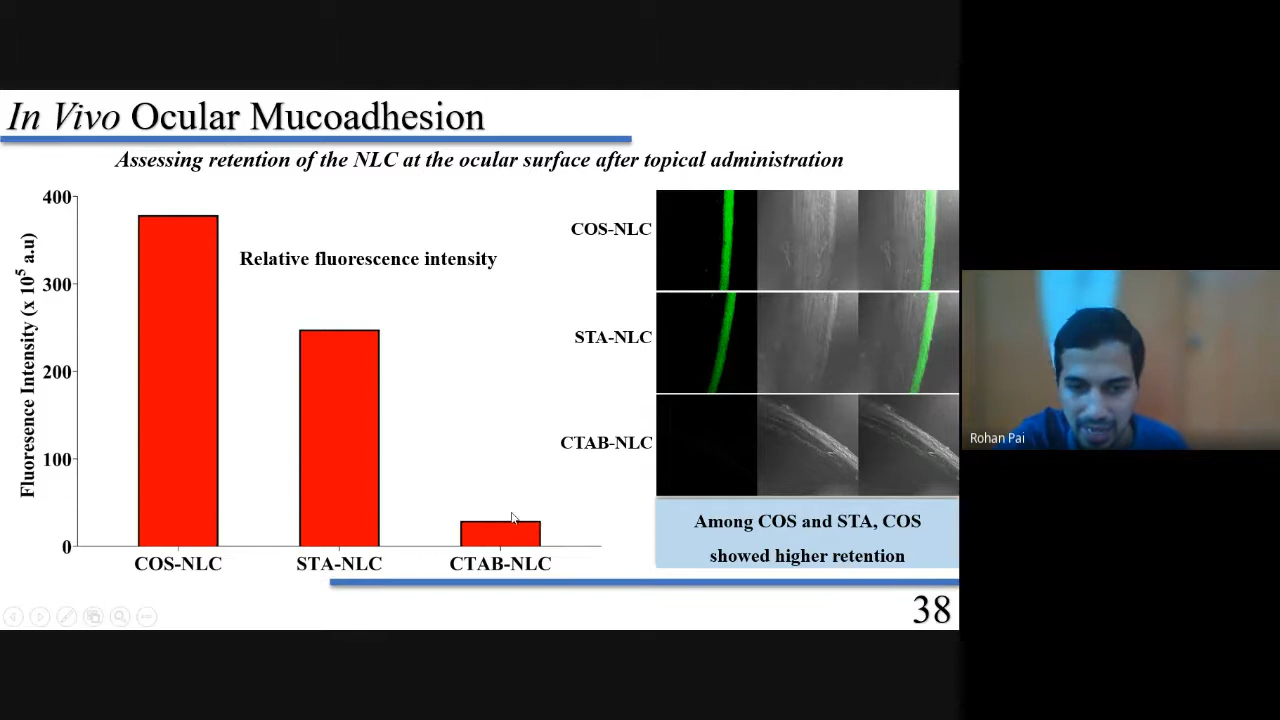 In Vivo Ocular Mucoadhesion
Assessing retention of the NLC at the ocular surface after topical administration
400
300
200
100
0
Fluoresence Intensity (x 10⁵ a.u)
Relative fluorescence intensity
COS-NLC
STA-NLC
CTAB-NLC
COS-NLC
STA-NLC
CTAB-NLC
Among COS and STA, COS
showed higher retention
38
Rohan Pai